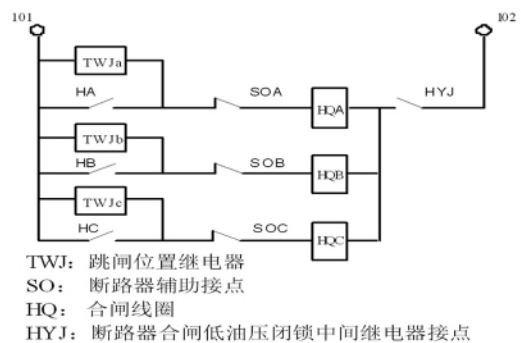 101 102
TWJa
HA SOA HQA HYJ
TWJb
HB SOB HQB
TWJc
HC SOC HQC
TWJ：跳闸位置继电器
SO：断路器辅助接点
HQ：合闸线圈
HYJ：断路器合闸低油压闭锁中间继电器接点